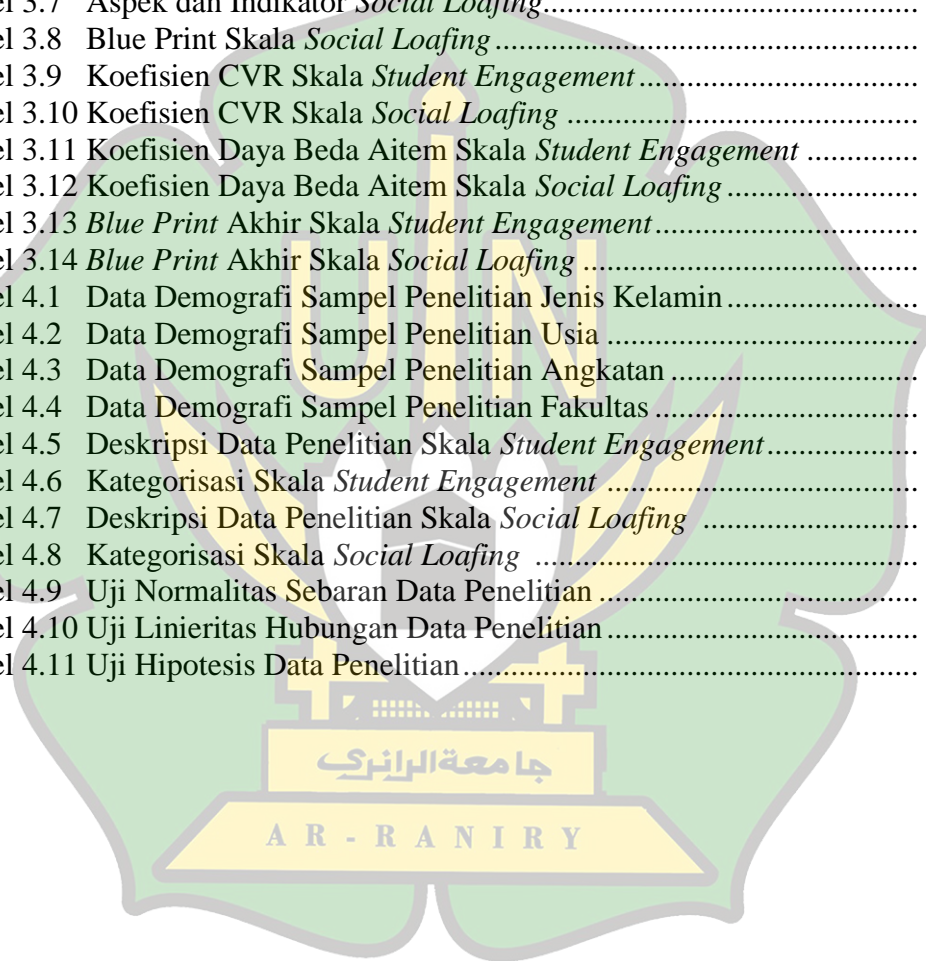 el 3.7 Aspek dan Indikator Social Loafing........................................................
el 3.8 Blue Print Skala Social Loafing................................................................
el 3.9 Koefisien CVR Skala Student Engagement..........................................
el 3.10 Koefisien CVR Skala Social Loafing ....................................................
el 3.11 Koefisien Daya Beda Aitem Skala Student Engagement .................
el 3.12 Koefisien Daya Beda Aitem Skala Social Loafing............................
el 3.13 Blue Print Akhir Skala Student Engagement.......................................
el 3.14 Blue Print Akhir Skala Social Loafing .................................................
el 4.1 Data Demografi Sampel Penelitian Jenis Kelamin............................
el 4.2 Data Demografi Sampel Penelitian Usia ..............................................
el 4.3 Data Demografi Sampel Penelitian Angkatan ....................................
el 4.4 Data Demografi Sampel Penelitian Fakultas.......................................
el 4.5 Deskripsi Data Penelitian Skala Student Engagement......................
el 4.6 Kategorisasi Skala Student Engagement ..............................................
el 4.7 Deskripsi Data Penelitian Skala Social Loafing ................................
el 4.8 Kategorisasi Skala Social Loafing .........................................................
el 4.9 Uji Normalitas Sebaran Data Penelitian ...............................................
el 4.10 Uji Linieritas Hubungan Data Penelitian..............................................
el 4.11 Uji Hipotesis Data Penelitian..................................................................
UIN
جامعةالرانري
AR-RANIRY